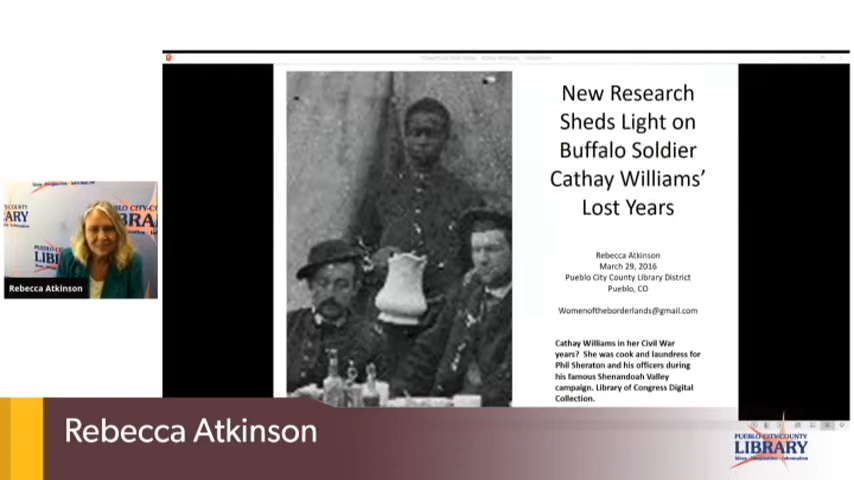 New Research
Sheds Light on
Buffalo Soldier
Cathay Williams'
Lost Years
Rebecca Atkinson
March 29, 2016
Pueblo City County Library District
Pueblo, CO
Womenoftheborderlands@gmail.com
Cathay Williams in her Civil War
years? She was cook and laundress for
Phil Sheraton and his officers during
his famous Shenandoah Valley
campaign. Library of Congress Digital
Collection.
Rebecca Atkinson
Rebecca Atkinson
PUEBLO CITY-COUNTY
LIBRARY
Ideas · Imagination · Information